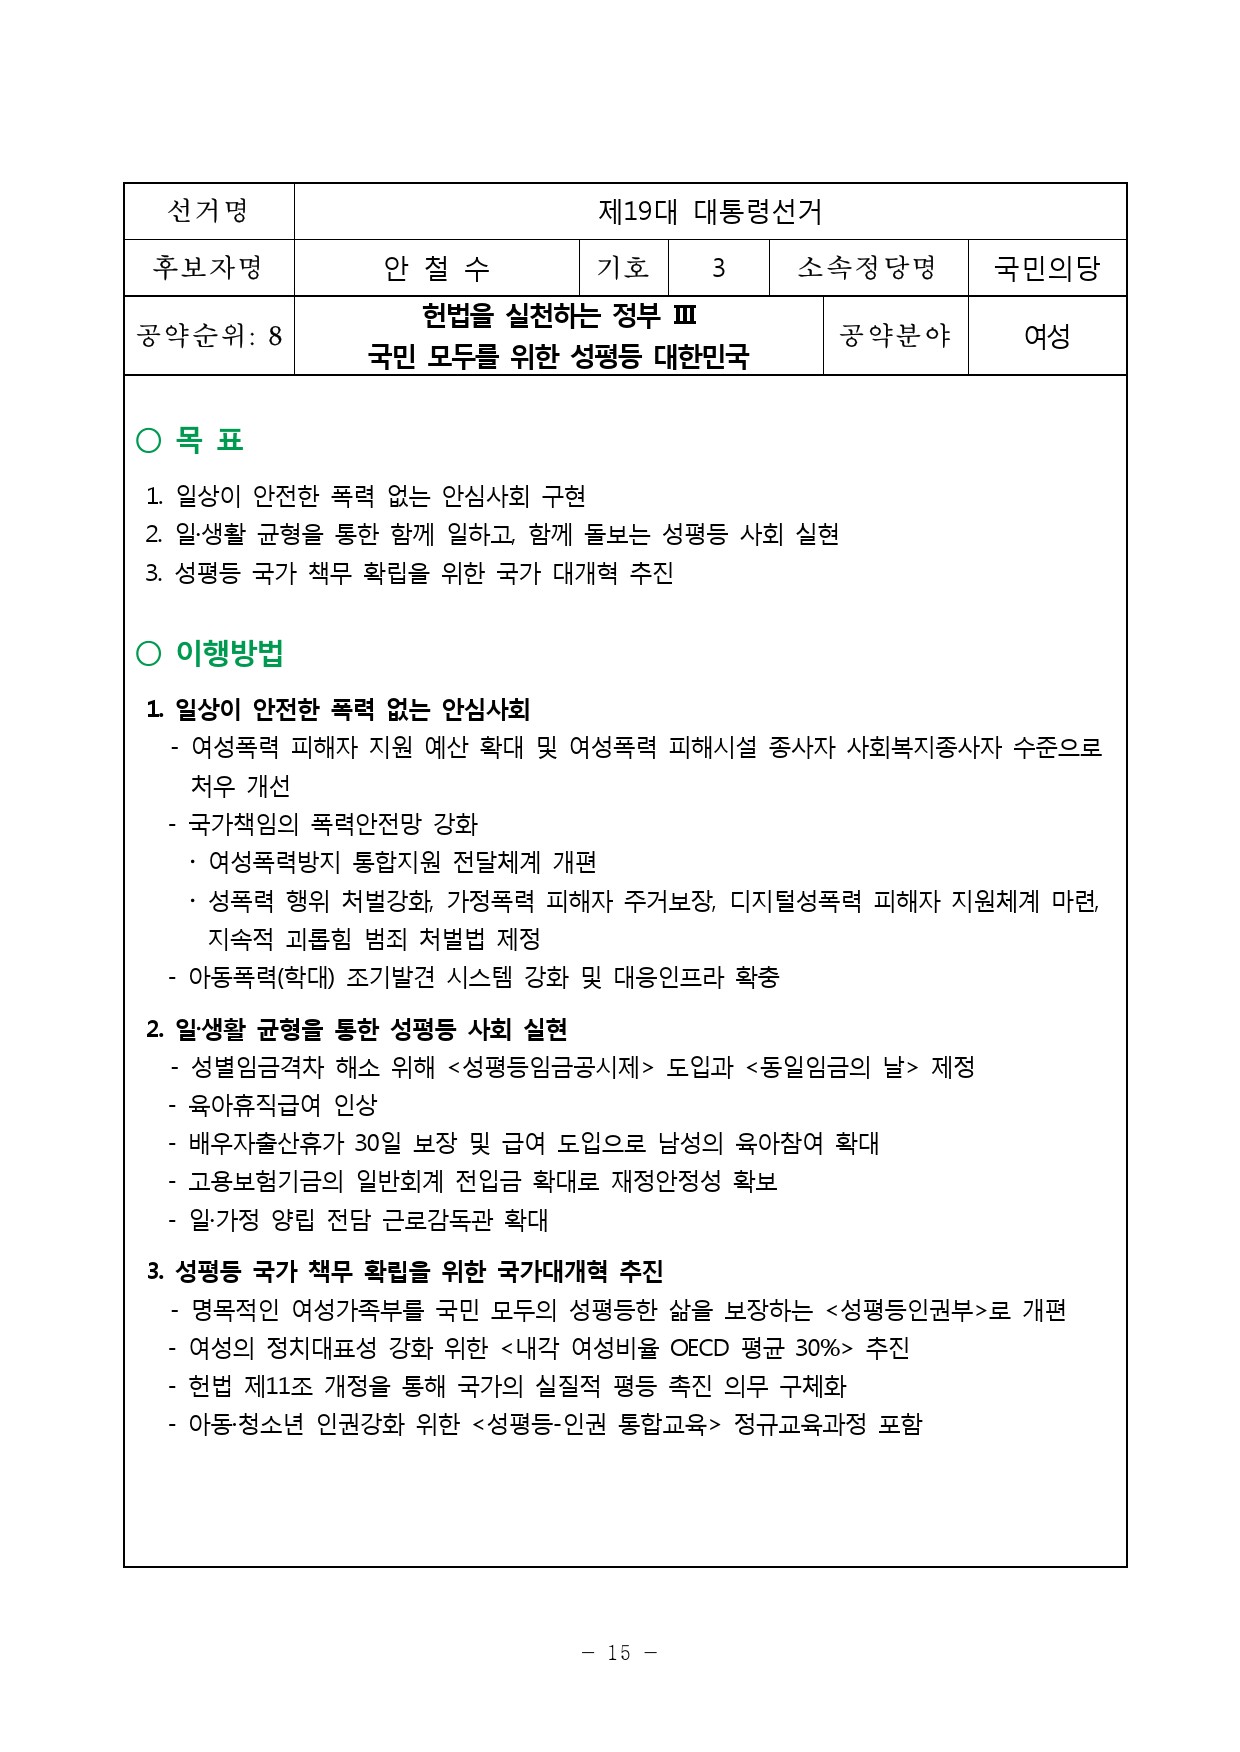 선거명 제19대 대통령선거
후보자명 안 철 수 기호 3 소속정당명 국민의당
공약순위: 8 헌법을 실천하는 정부 Ⅲ 공약분야 여성
국민 모두를 위한 성평등 대한민국
○ 목 표
1. 일상이 안전한 폭력 없는 안심사회 구현
2. 일·생활 균형을 통한 함께 일하고, 함께 돌보는 성평등 사회 실현
3. 성평등 국가 책무 확립을 위한 국가 대개혁 추진
○ 이행방법
1. 일상이 안전한 폭력 없는 안심사회
- 여성폭력 피해자 지원 예산 확대 및 여성폭력 피해시설 종사자 사회복지종사자 수준으로
처우 개선
- 국가책임의 폭력안전망 강화
· 여성폭력방지 통합지원 전달체계 개편
· 성폭력 행위 처벌강화, 가정폭력 피해자 주거보장, 디지털성폭력 피해자 지원체계 마련,
지속적 괴롭힘 범죄 처벌법 제정
- 아동폭력(학대) 조기발견 시스템 강화 및 대응인프라 확충
2. 일·생활 균형을 통한 성평등 사회 실현
- 성별임금격차 해소 위해 <성평등임금공시제> 도입과 <동일임금의 날> 제정
- 육아휴직급여 인상
- 배우자출산휴가 30일 보장 및 급여 도입으로 남성의 육아참여 확대
- 고용보험기금의 일반회계 전입금 확대로 재정안정성 확보
- 일·가정 양립 전담 근로감독관 확대
3. 성평등 국가 책무 확립을 위한 국가대개혁 추진
- 명목적인 여성가족부를 국민 모두의 성평등한 삶을 보장하는 <성평등인권부>로 개편
- 여성의 정치대표성 강화 위한 <내각 여성비율 OECD 평균 30%> 추진
- 헌법 제11조 개정을 통해 국가의 실질적 평등 촉진 의무 구체화
- 아동·청소년 인권강화 위한 <성평등-인권 통합교육> 정규교육과정 포함
- 15 -